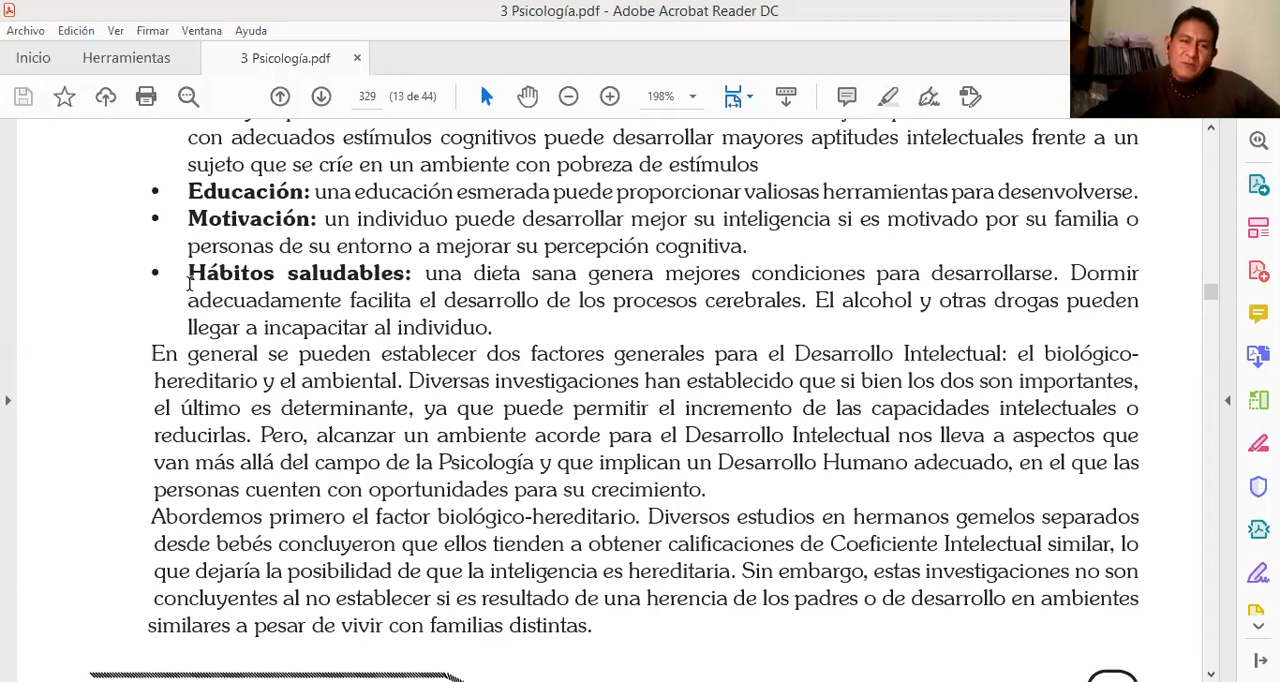 3 Psicología.pdf - Adobe Acrobat Reader DC
Archivo Edición Ver Firmar Ventana Ayuda
Inicio Herramientas 3 Psicología.pdf ×
329 (13 de 44) 198%
con adecuados estímulos cognitivos puede desarrollar mayores aptitudes intelectuales frente a un
sujeto que se críe en un ambiente con pobreza de estímulos
• Educación: una educación esmerada puede proporcionar valiosas herramientas para desenvolverse.
• Motivación: un individuo puede desarrollar mejor su inteligencia si es motivado por su familia o
personas de su entorno a mejorar su percepción cognitiva.
• Hábitos saludables: una dieta sana genera mejores condiciones para desarrollarse. Dormir
adecuadamente facilita el desarrollo de los procesos cerebrales. El alcohol y otras drogas pueden
llegar a incapacitar al individuo.
En general se pueden establecer dos factores generales para el Desarrollo Intelectual: el biológico-
hereditario y el ambiental. Diversas investigaciones han establecido que si bien los dos son importantes,
el último es determinante, ya que puede permitir el incremento de las capacidades intelectuales o
reducirlas. Pero, alcanzar un ambiente acorde para el Desarrollo Intelectual nos lleva a aspectos que
van más allá del campo de la Psicología y que implican un Desarrollo Humano adecuado, en el que las
personas cuenten con oportunidades para su crecimiento.
Abordemos primero el factor biológico-hereditario. Diversos estudios en hermanos gemelos separados
desde bebés concluyeron que ellos tienden a obtener calificaciones de Coeficiente Intelectual similar, lo
que dejaría la posibilidad de que la inteligencia es hereditaria. Sin embargo, estas investigaciones no son
concluyentes al no establecer si es resultado de una herencia de los padres o de desarrollo en ambientes
similares a pesar de vivir con familias distintas.